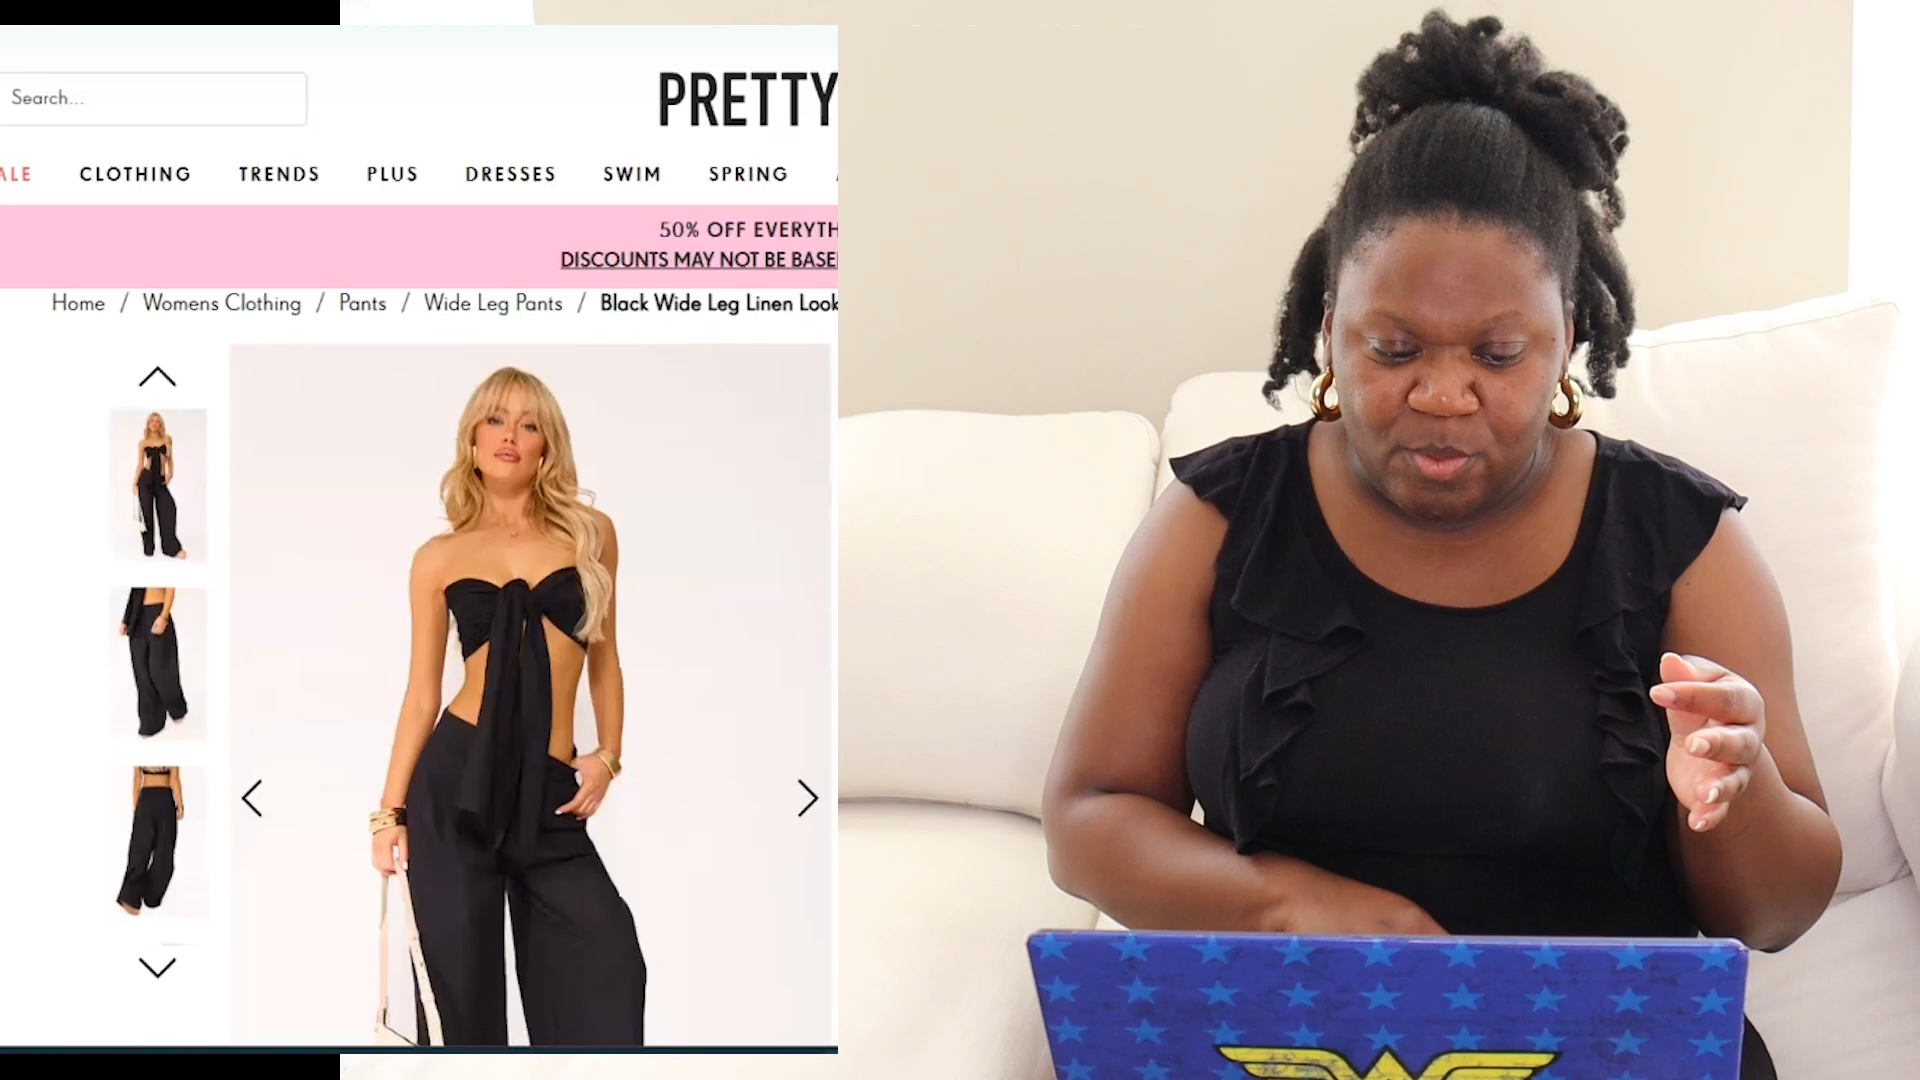 Search...
PRETTY
ALE CLOTHING TRENDS PLUS DRESSES SWIM SPRING
50% OFF EVERYTH
DISCOUNTS MAY NOT BE BASE
Home / Womens Clothing / Pants / Wide Leg Pants / Black Wide Leg Linen Look